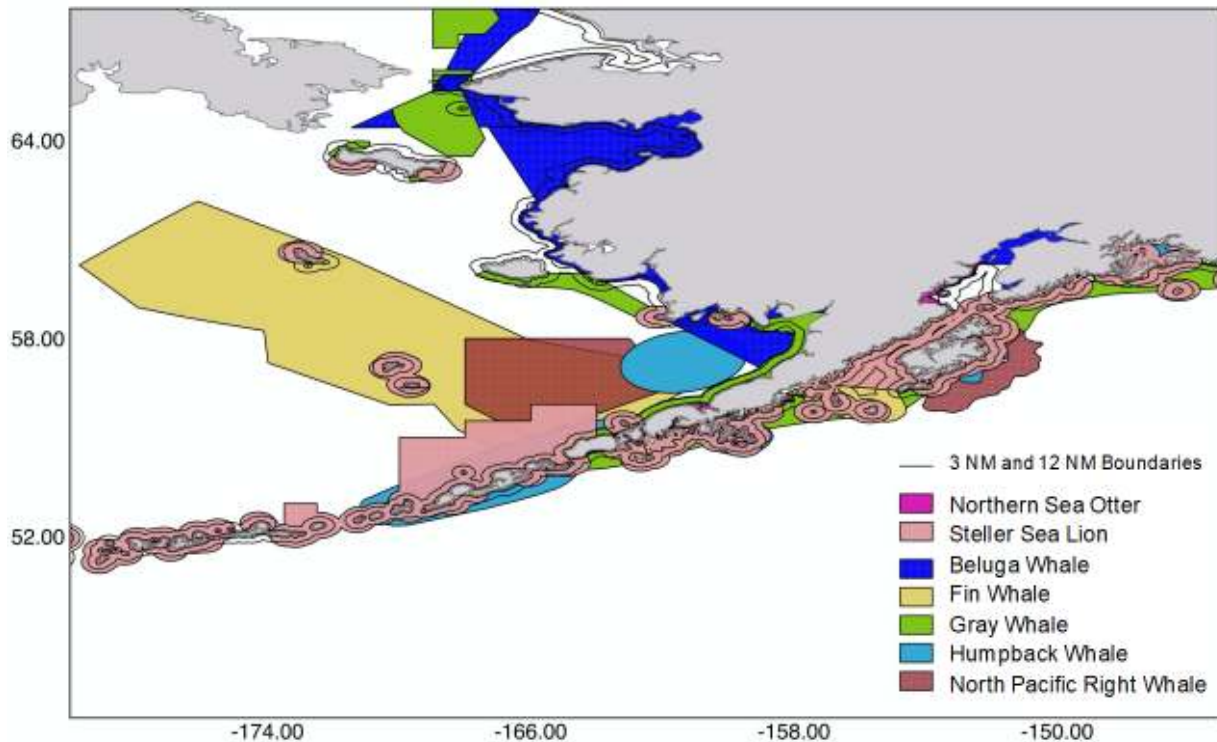 64.00
58.00
52.00
3 NM and 12 NM Boundaries
Northern Sea Otter
Steller Sea Lion
Beluga Whale
Fin Whale
Gray Whale
Humpback Whale
North Pacific Right Whale
-174.00 -166.00 -158.00 -150.00